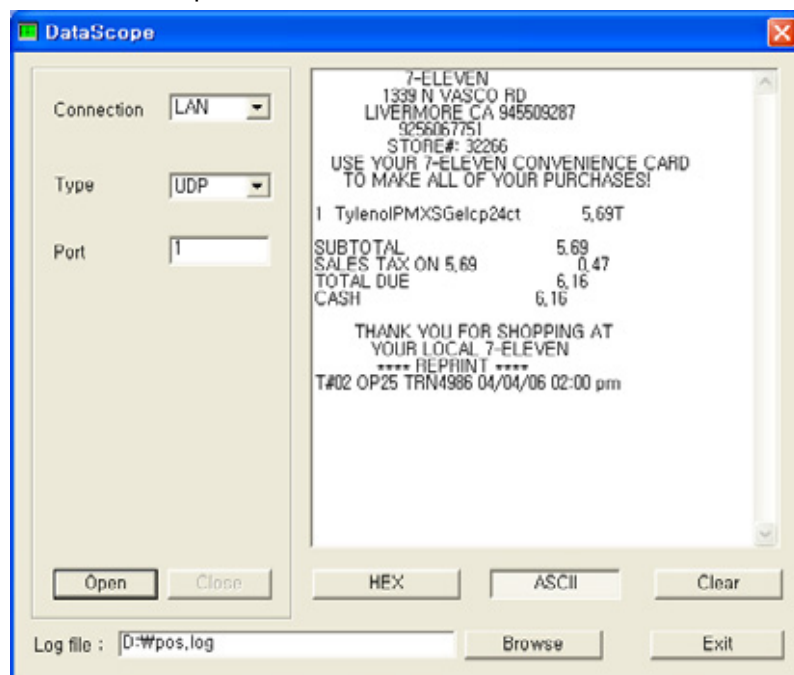 DataScope
Connection LAN
Type UDP
Port 1
Open Close
7-ELEVEN
1339 N VASCO RD
LIVERMORE CA 945509287
9256067751
STORE#: 32266
USE YOUR 7-ELEVEN CONVENIENCE CARD
TO MAKE ALL OF YOUR PURCHASES!
1 TylenolPMXSGelcp24ct 5,69T
SUBTOTAL 5,69
SALES TAX ON 5,69 0,47
TOTAL DUE 6,16
CASH 6,16
THANK YOU FOR SHOPPING AT
YOUR LOCAL 7-ELEVEN
**** REPRINT ****
T#02 OP25 TRN4986 04/04/06 02:00 pm
HEX ASCII Clear
Log file : D:₩pos,log Browse Exit